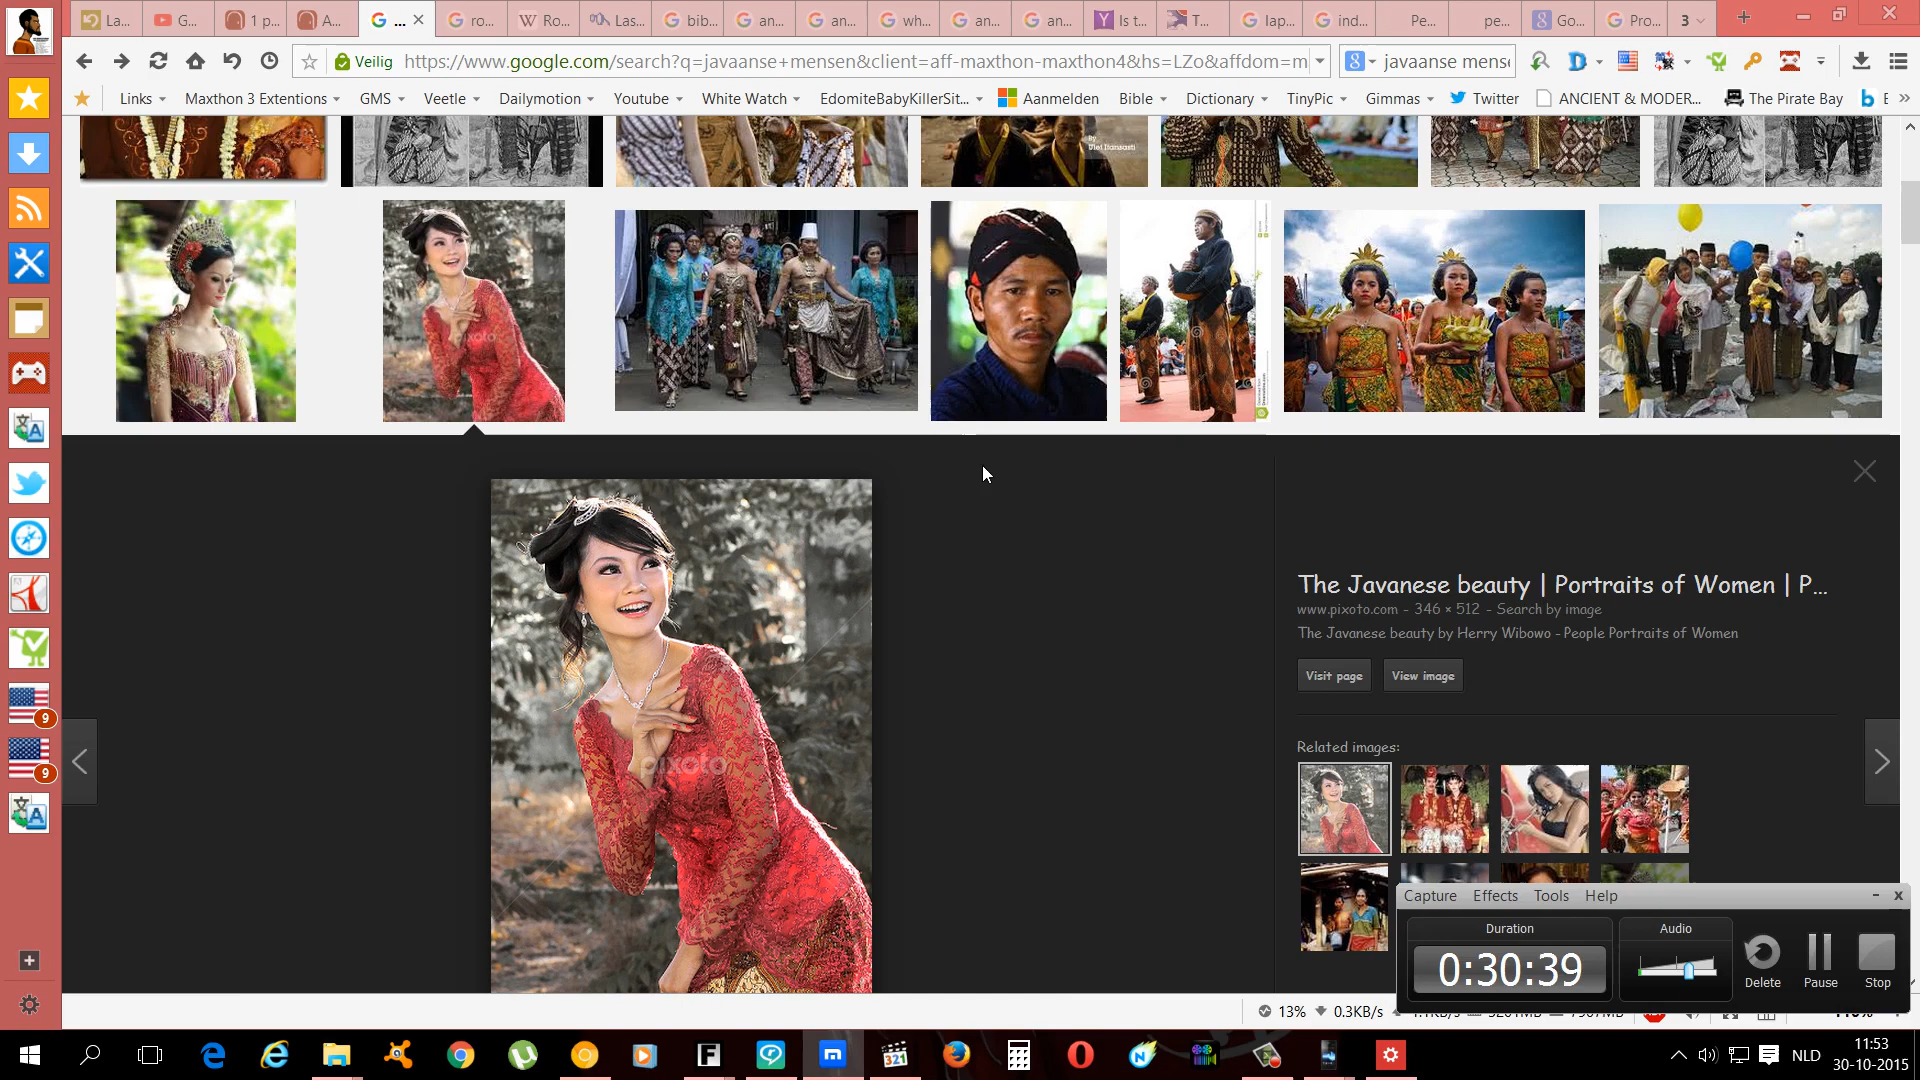 La...
G...
1 p...
A...
...
ro...
Ro...
Las...
bib...
an...
an...
wh...
an...
an...
Is t...
T...
lap...
ind...
Pe...
pe...
Go...
Pro...
3
Veilig
https://www.google.com/search?q=javaanse+mensen&client=aff-maxthon-maxthon4&hs=LZo&affdom=m
javaanse mens
Links
Maxthon 3 Extentions
GMS
Veetle
Dailymotion
Youtube
White Watch
EdomiteBabyKillerSit...
Aanmelden
Bible
Dictionary
TinyPic
Gimmas
Twitter
ANCIENT & MODER...
The Pirate Bay
By
The Javanese beauty | Portraits of Women | P...
www.pixoto.com - 346 × 512 - Search by image
The Javanese beauty by Herry Wibowo - People Portraits of Women
Visit page
View image
pixoto
Related images:
9
9
Capture Effects Tools Help
Duration
Audio
0:30:39
Delete
Pause
Stop
13%
0.3KB/s
321
NLD
11:53
30-10-2015